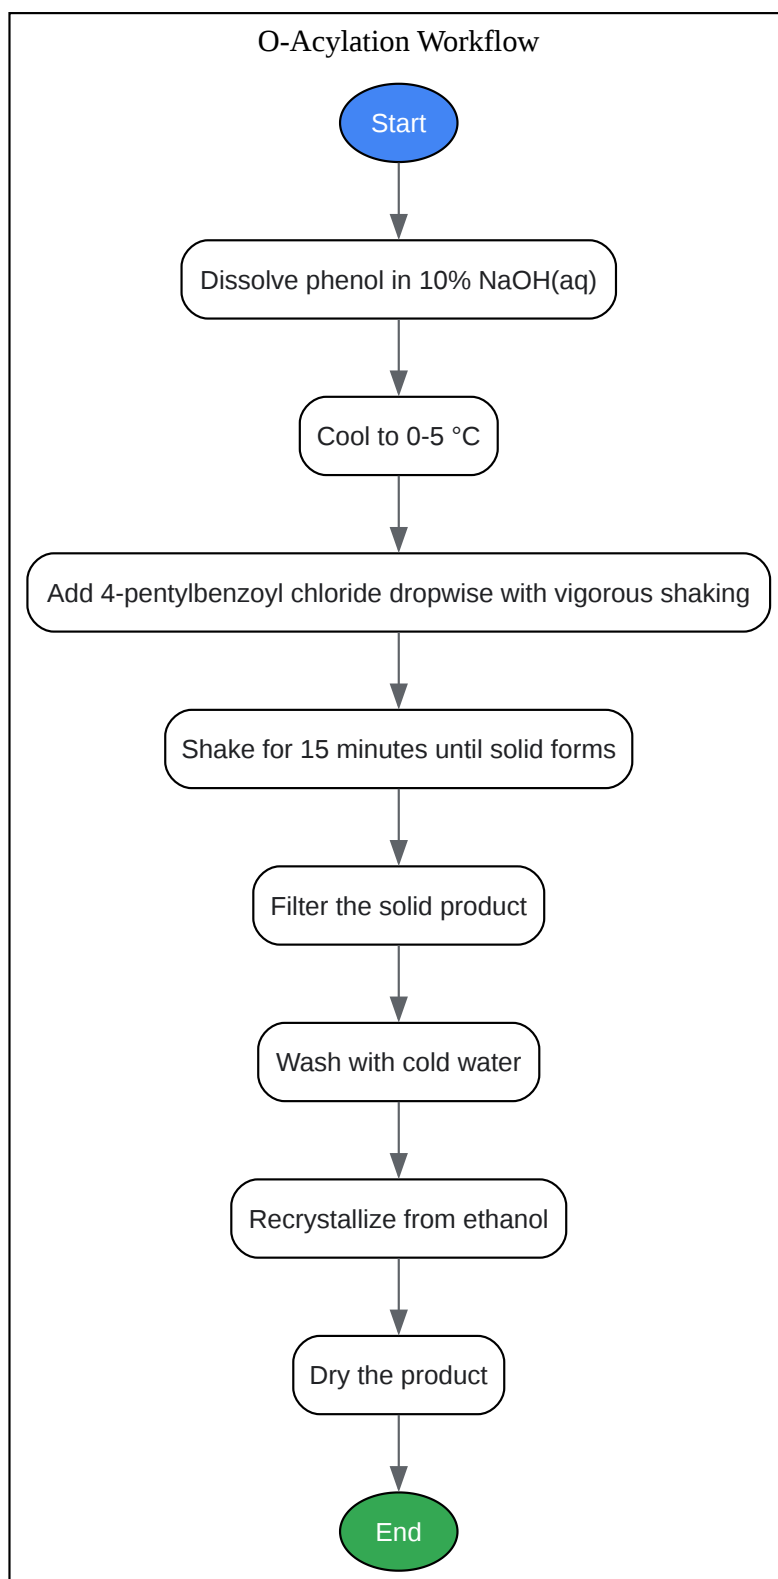 O-Acylation Workflow
Start
Dissolve phenol in 10% NaOH(aq)
Cool to 0-5 °C
Add 4-pentylbenzoyl chloride dropwise with vigorous shaking
Shake for 15 minutes until solid forms
Filter the solid product
Wash with cold water
Recrystallize from ethanol
Dry the product
End